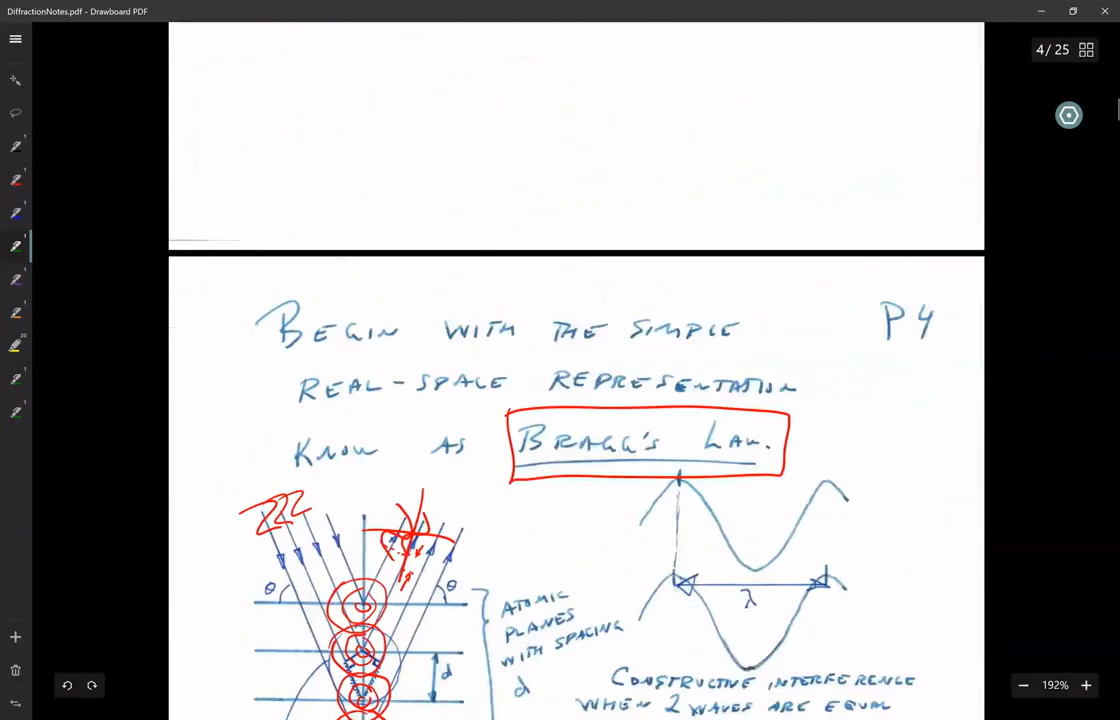 DiffractionNotes.pdf - Drawboard PDF
4/25
BEGIN WITH THE SIMPLE
P4
REAL-SPACE REPRESENTATION
KNOW AS BRAGG'S LAW.
θ
θ
λ
ATOMIC
PLANES
WITH SPACING
d
d
CONSTRUCTIVE INTERFERENCE
WHEN 2 WAVES ARE EQUAL
192%